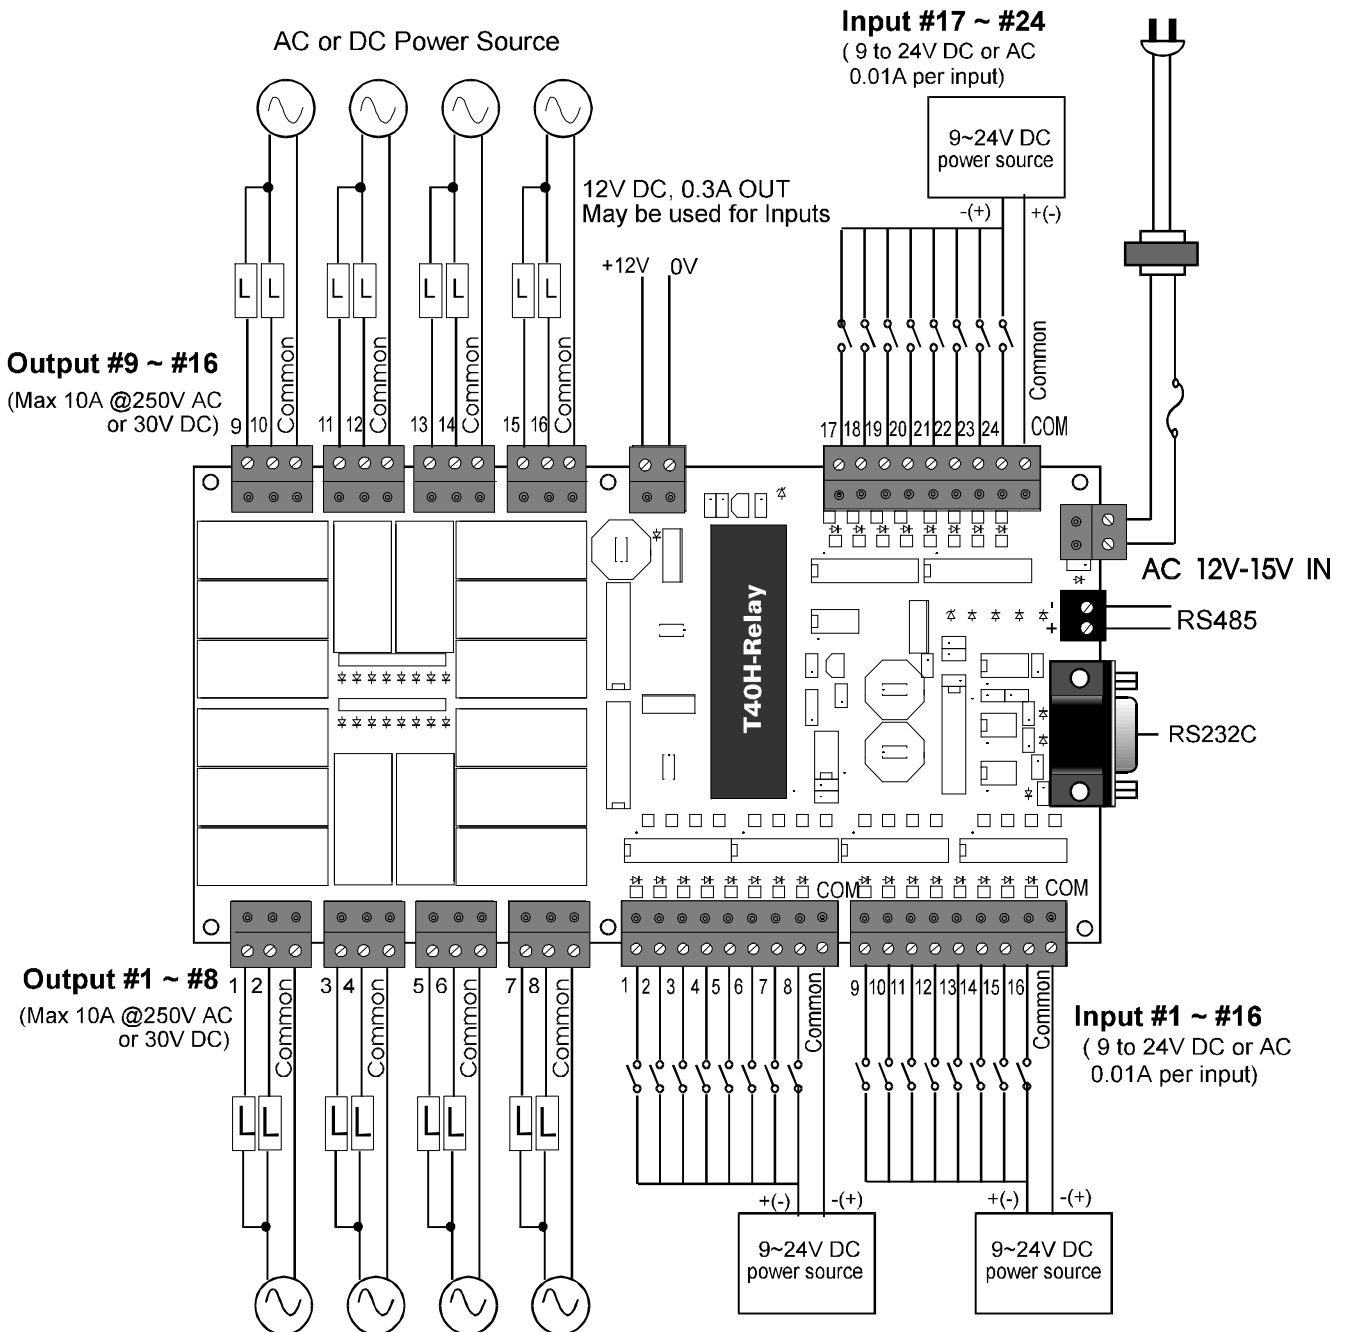 Input #17 ~ #24
( 9 to 24V DC or AC
0.01A per input)
AC or DC Power Source
9~24V DC
power source
12V DC, 0.3A OUT
May be used for Inputs
-(+) +(-)
+12V 0V
L L L L L L L L
Output #9 ~ #16
(Max 10A @250V AC
or 30V DC)
9 10 Common 11 12 Common 13 14 Common 15 16 Common
17 18 19 20 21 22 23 24 Common COM
AC 12V-15V IN
- +
RS485
T40H-Relay
RS232C
COM COM
Output #1 ~ #8
(Max 10A @250V AC
or 30V DC)
1 2 Common 3 4 Common 5 6 Common 7 8 Common
1 2 3 4 5 6 7 8 Common
9 10 11 12 13 14 15 16 Common
Input #1 ~ #16
( 9 to 24V DC or AC
0.01A per input)
L L L L L L L L
+(-) -(+) +(-) -(+)
9~24V DC
power source
9~24V DC
power source